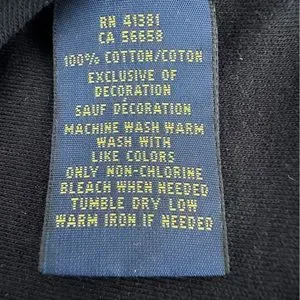 RN 41381
CA 56658
100% COTTON/COTON
EXCLUSIVE OF
DECORATION
SAUF DÉCORATION
MACHINE WASH WARM
WASH WITH
LIKE COLORS
ONLY NON-CHLORINE
BLEACH WHEN NEEDED
TUMBLE DRY LOW
WARM IRON IF NEEDED